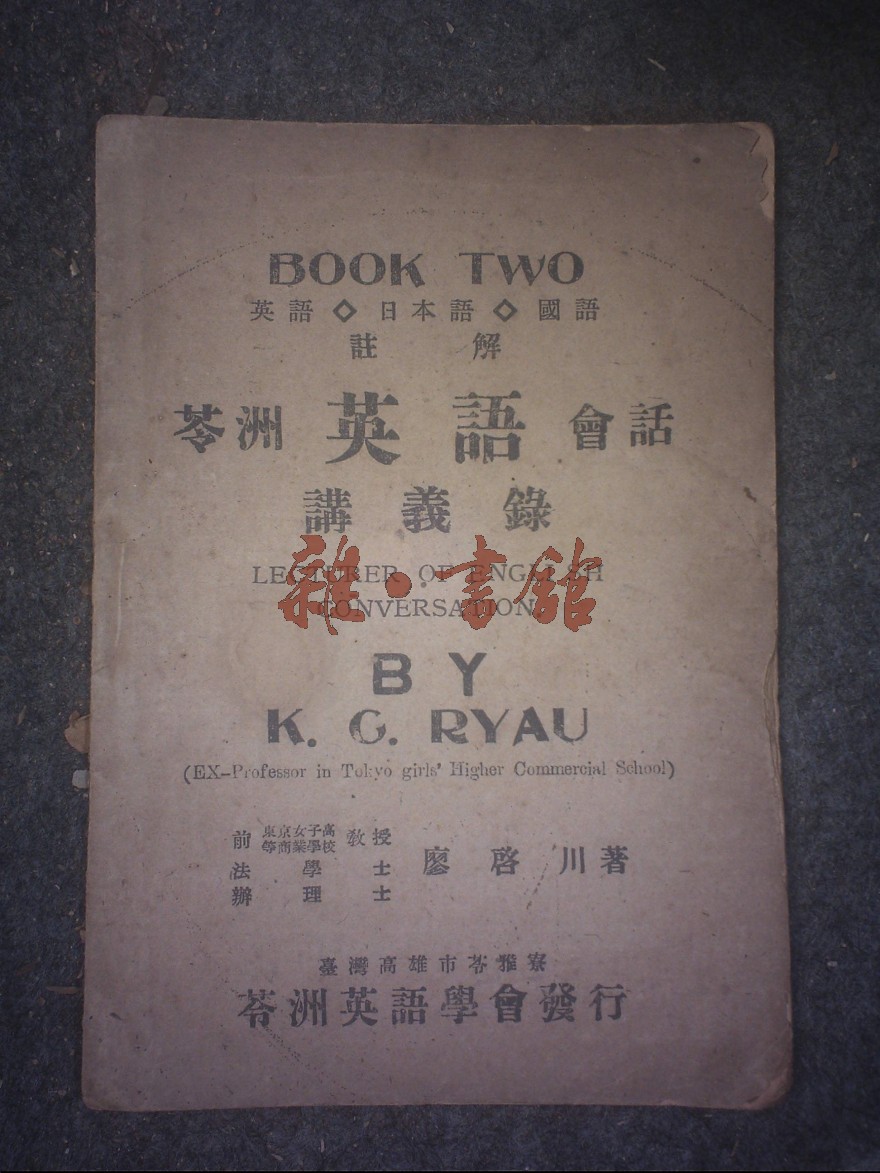 BOOK TWO
英語◇日本語◇國語
註解
苓洲英語會話
講義錄
LECTURER OF ENGLISH
CONVERSATION
雜·書館
BY
K. C. RYAU
(EX-Professor in Tokyo girls' Higher Commercial School)
前東京女子高等商業學校教授
法學士
辦理士
廖啓川著
臺灣高雄市苓雅寮
苓洲英語學會發行